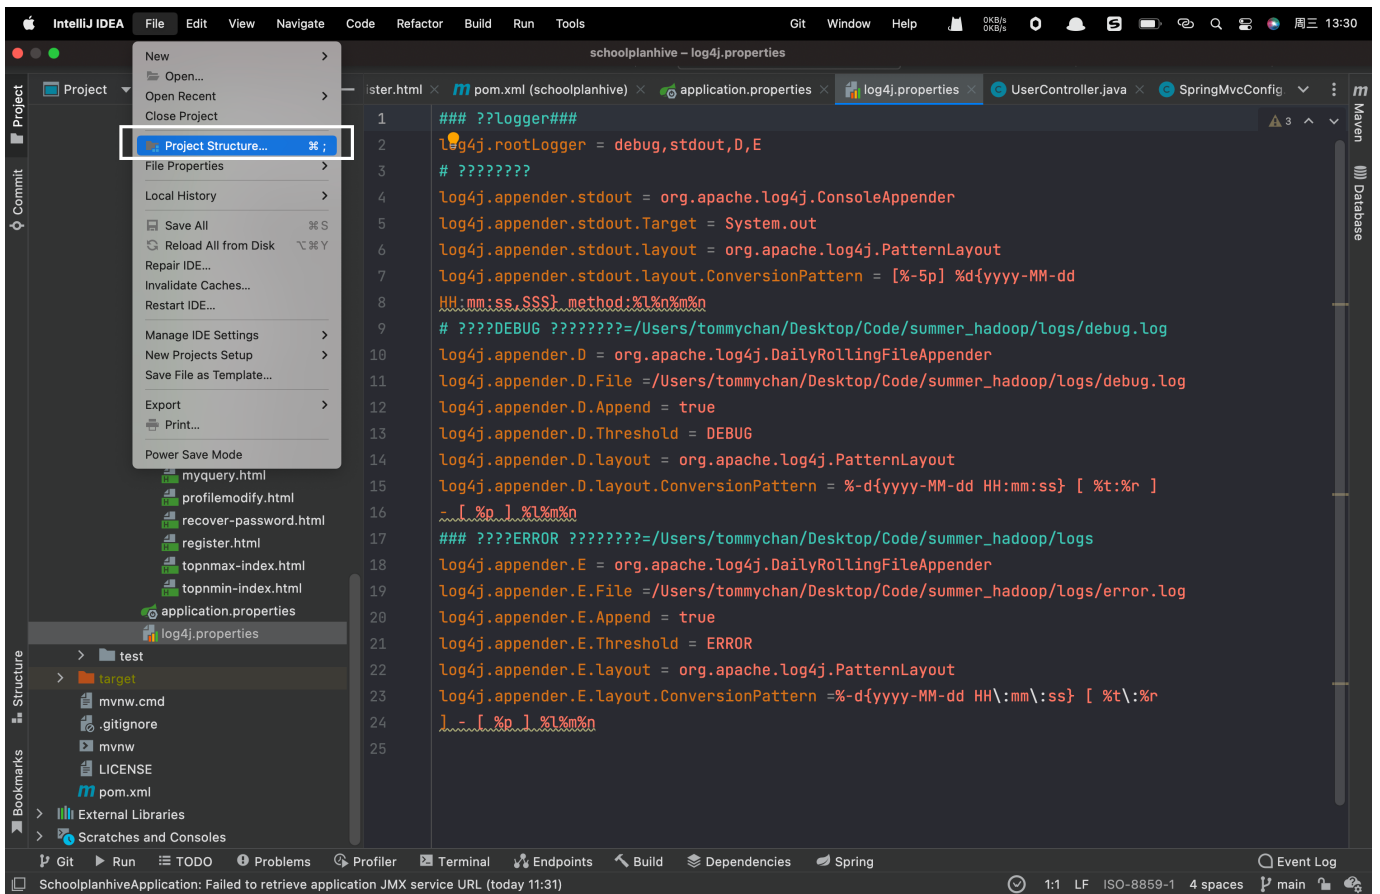 IntelliJ IDEA File Edit View Navigate Code Refactor Build Run Tools Git Window Help 0KB/s 0KB/s 周三 13:30
schoolplanhive – log4j.properties
Project
ister.html pom.xml (schoolplanhive) application.properties log4j.properties UserController.java SpringMvcConfig
New
Open...
Open Recent
Close Project
Project Structure... ⌘ ;
File Properties
Local History
Save All ⌘ S
Reload All from Disk ⌥ ⌘ Y
Repair IDE...
Invalidate Caches...
Restart IDE...
Manage IDE Settings
New Projects Setup
Save File as Template...
Export
Print...
Power Save Mode
myquery.html
profilemodify.html
recover-password.html
register.html
topnmax-index.html
topnmin-index.html
application.properties
log4j.properties
test
target
mvnw.cmd
.gitignore
mvnw
LICENSE
pom.xml
External Libraries
Scratches and Consoles
Project
Commit
Structure
Bookmarks
1 ### ??logger###
2 log4j.rootLogger = debug,stdout,D,E
3 # ????????
4 log4j.appender.stdout = org.apache.log4j.ConsoleAppender
5 log4j.appender.stdout.Target = System.out
6 log4j.appender.stdout.layout = org.apache.log4j.PatternLayout
7 log4j.appender.stdout.layout.ConversionPattern = [%-5p] %d{yyyy-MM-dd
8 HH:mm:ss,SSS} method:%l%n%m%n
9 # ????DEBUG ????????=/Users/tommychan/Desktop/Code/summer_hadoop/logs/debug.log
10 log4j.appender.D = org.apache.log4j.DailyRollingFileAppender
11 log4j.appender.D.File =/Users/tommychan/Desktop/Code/summer_hadoop/logs/debug.log
12 log4j.appender.D.Append = true
13 log4j.appender.D.Threshold = DEBUG
14 log4j.appender.D.layout = org.apache.log4j.PatternLayout
15 log4j.appender.D.layout.ConversionPattern = %-d{yyyy-MM-dd HH:mm:ss} [ %t:%r ]
16 - [ %p ] %l%m%n
17 ### ????ERROR ????????=/Users/tommychan/Desktop/Code/summer_hadoop/logs
18 log4j.appender.E = org.apache.log4j.DailyRollingFileAppender
19 log4j.appender.E.File =/Users/tommychan/Desktop/Code/summer_hadoop/logs/error.log
20 log4j.appender.E.Append = true
21 log4j.appender.E.Threshold = ERROR
22 log4j.appender.E.layout = org.apache.log4j.PatternLayout
23 log4j.appender.E.layout.ConversionPattern =%-d{yyyy-MM-dd HH\:mm\:ss} [ %t\:%r
24 ] - [ %p ] %l%m%n
25
3
Maven
Database
Git Run TODO Problems Profiler Terminal Endpoints Build Dependencies Spring Event Log
SchoolplanhiveApplication: Failed to retrieve application JMX service URL (today 11:31) 1:1 LF ISO-8859-1 4 spaces main